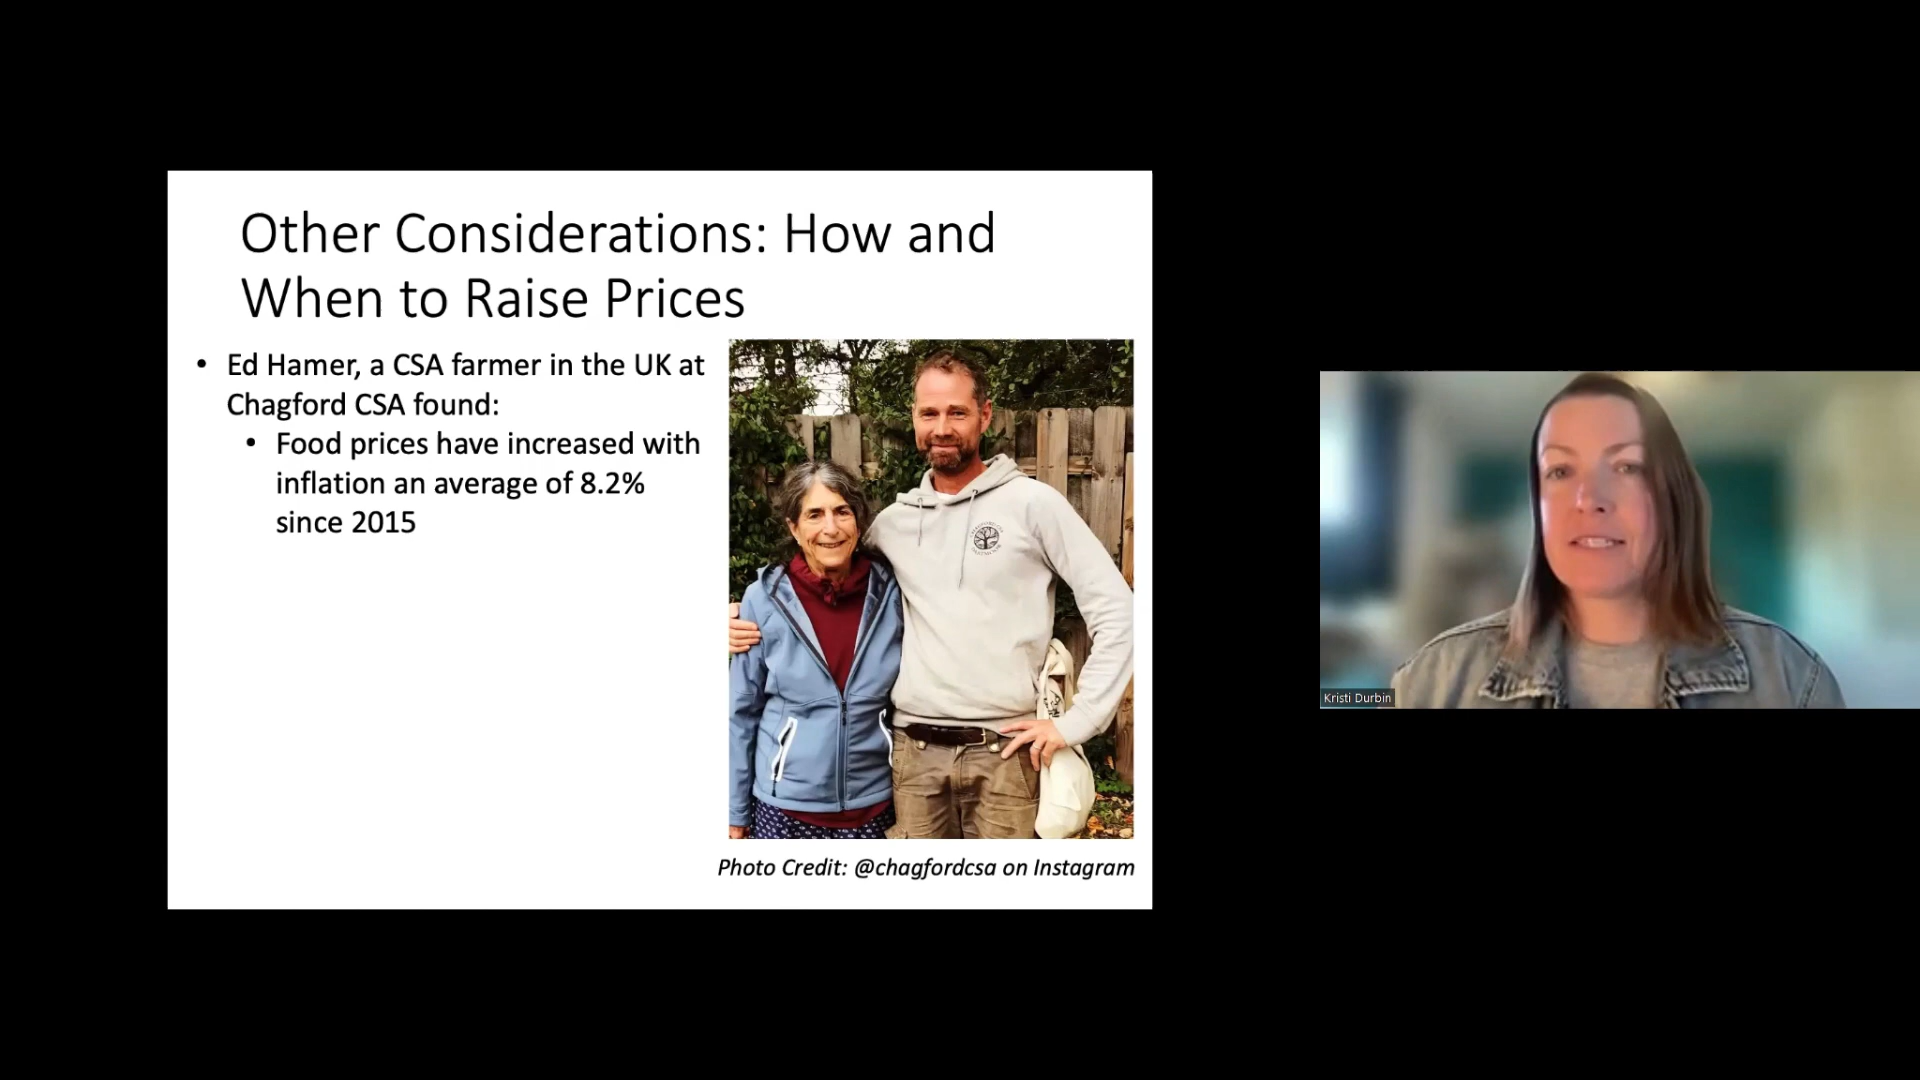 Other Considerations: How and
When to Raise Prices
• Ed Hamer, a CSA farmer in the UK at
Chagford CSA found:
• Food prices have increased with
inflation an average of 8.2%
since 2015
Photo Credit: @chagfordcsa on Instagram
Kristi Durbin